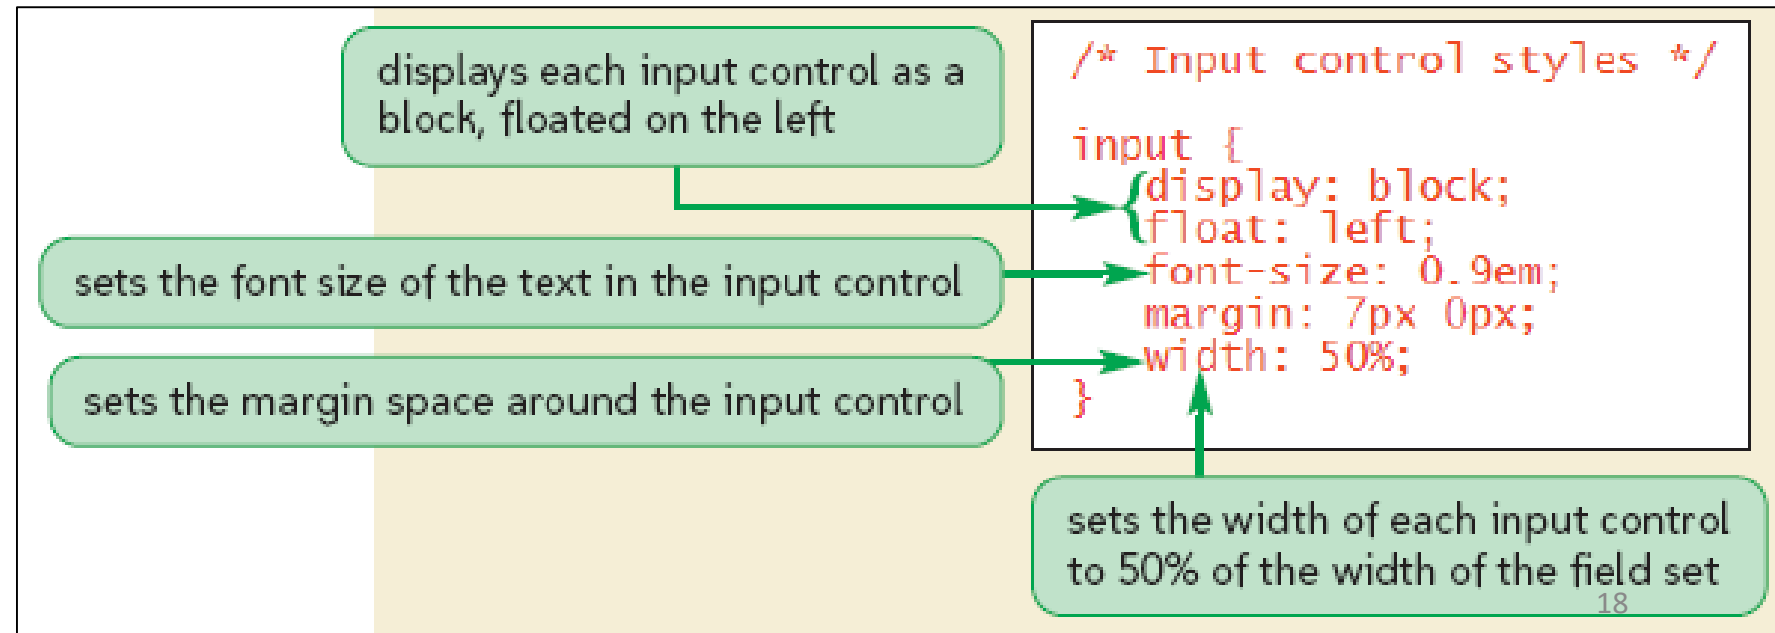 displays each input control as a
block, floated on the left
sets the font size of the text in the input control
sets the margin space around the input control
/* Input control styles */
input {
display: block;
float: left;
font-size: 0.9em;
margin: 7px 0px;
width: 50%;
}
sets the width of each input control
to 50% of the width of the field set
18